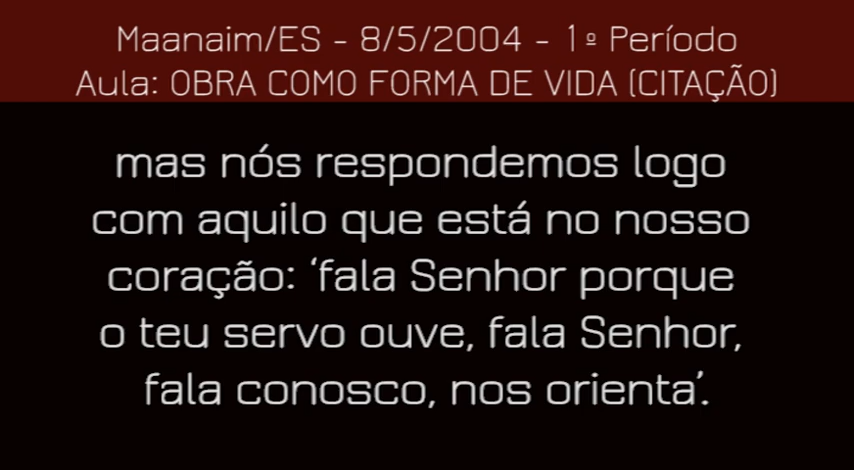 Maanaim/ES - 8/5/2004 - 1º Período
Aula: OBRA COMO FORMA DE VIDA (CITAÇÃO)
mas nós respondemos logo
com aquilo que está no nosso
coração: ‘fala Senhor porque
o teu servo ouve, fala Senhor,
fala conosco, nos orienta’.